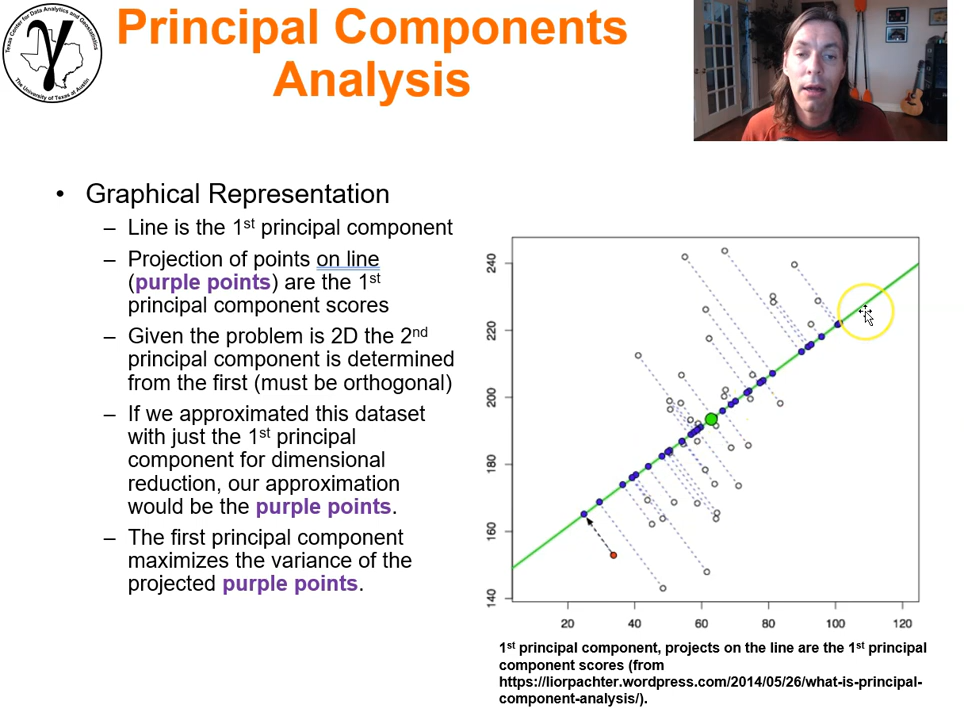 Texas Center for Data Analytics and Geostatistics
The University of Texas at Austin
Principal Components
Analysis
• Graphical Representation
– Line is the 1st principal component
– Projection of points on line
(purple points) are the 1st
principal component scores
– Given the problem is 2D the 2nd
principal component is determined
from the first (must be orthogonal)
– If we approximated this dataset
with just the 1st principal
component for dimensional
reduction, our approximation
would be the purple points.
– The first principal component
maximizes the variance of the
projected purple points.
240
220
200
180
160
140
20 40 60 80 100 120
1st principal component, projects on the line are the 1st principal
component scores (from
https://liorpachter.wordpress.com/2014/05/26/what-is-principal-
component-analysis/).